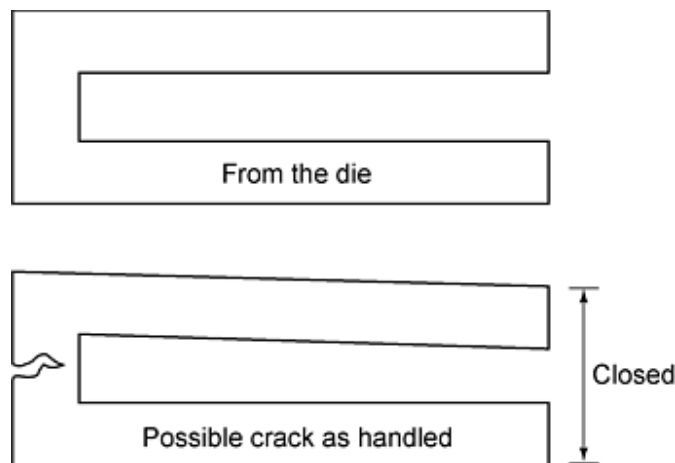 From the die
Closed
Possible crack as handled